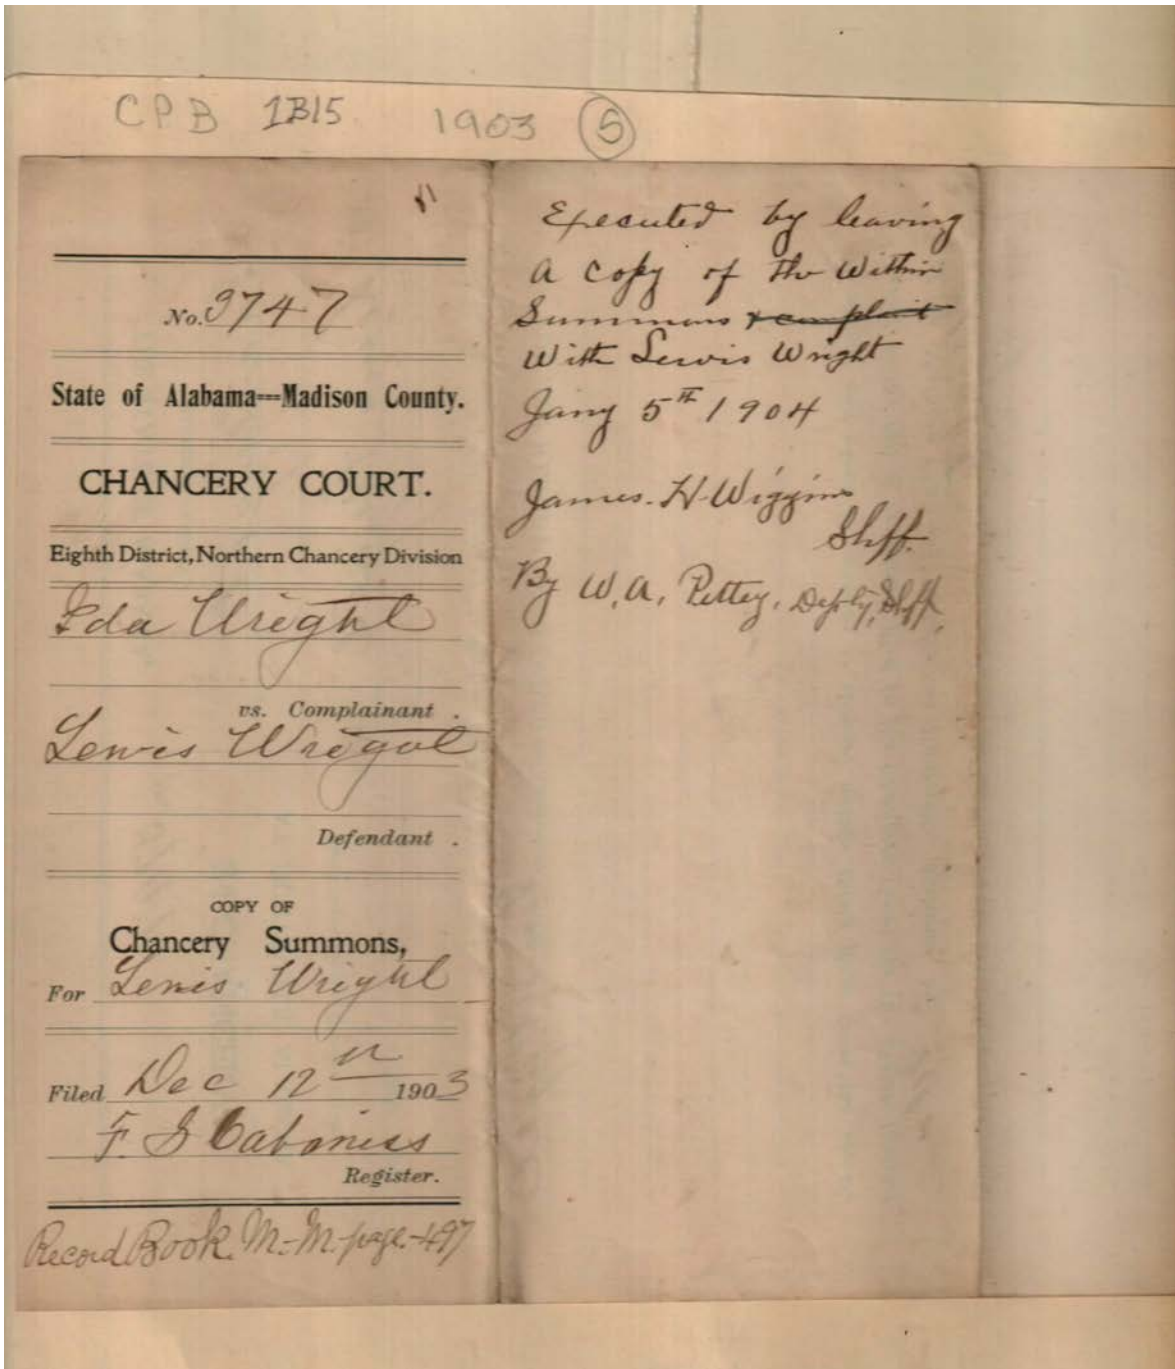 CPB 1B15 1903 (5)
No. 3747
State of Alabama---Madison County.
CHANCERY COURT.
Eighth District, Northern Chancery Division
Ida Wright
vs. Complainant .
Lewis Wright
Defendant .
COPY OF
Chancery Summons,
For Lewis Wright
Filed Dec 12th 1903
F. S Cabaniss
Register.
Record Book. M.-M. page.-497
Executed by leaving
a copy of the Within
Summons & complaint
With Lewis Wright
Jany 5th 1904
James. H. Wiggins
Shff.
By W. A. Pettey, Depty, Shff,